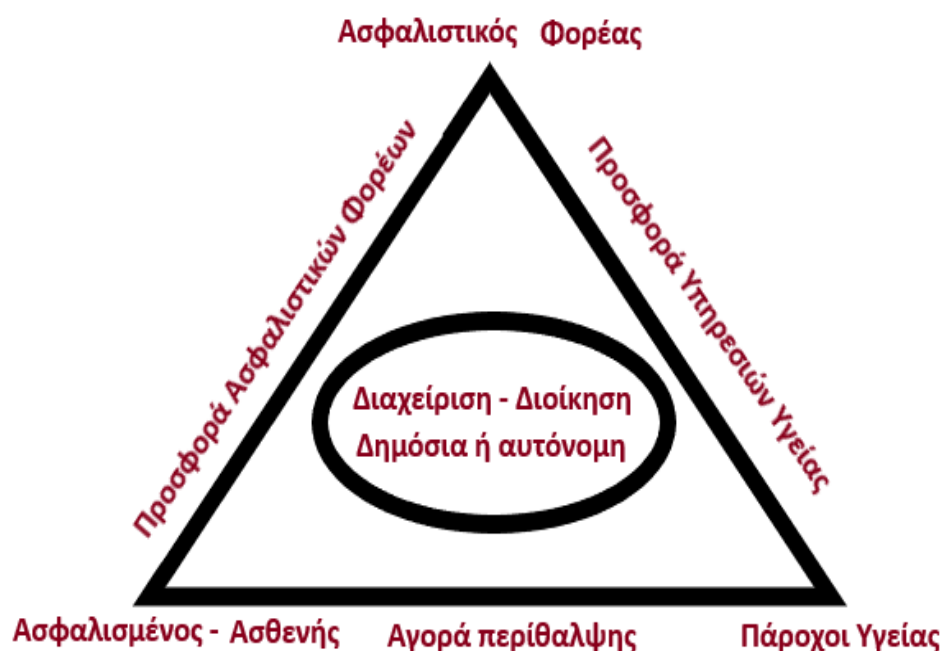 Ασφαλιστικός Φορέας
Προσφορά Ασφαλιστικών Φορέων
Προσφορά Υπηρεσιών Υγείας
Διαχείριση - Διοίκηση
Δημόσια ή αυτόνομη
Ασφαλισμένος - Ασθενής
Αγορά περίθαλψης
Πάροχοι Υγείας